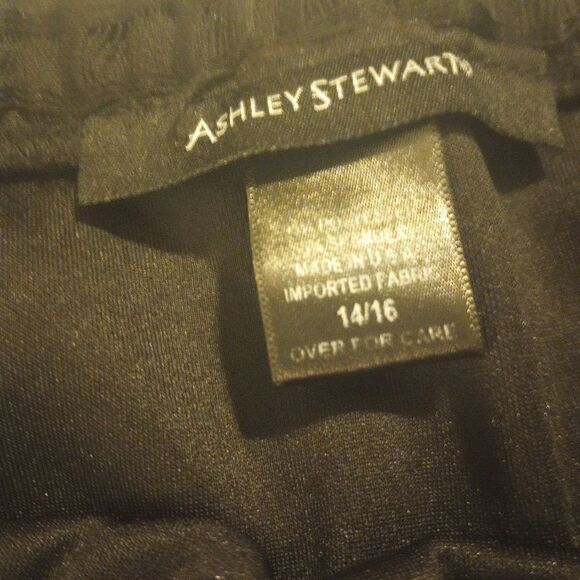 ASHLEY STEWART
MADE IN U.S.A.
IMPORTED FABRIC
14/16
OVER FOR CARE